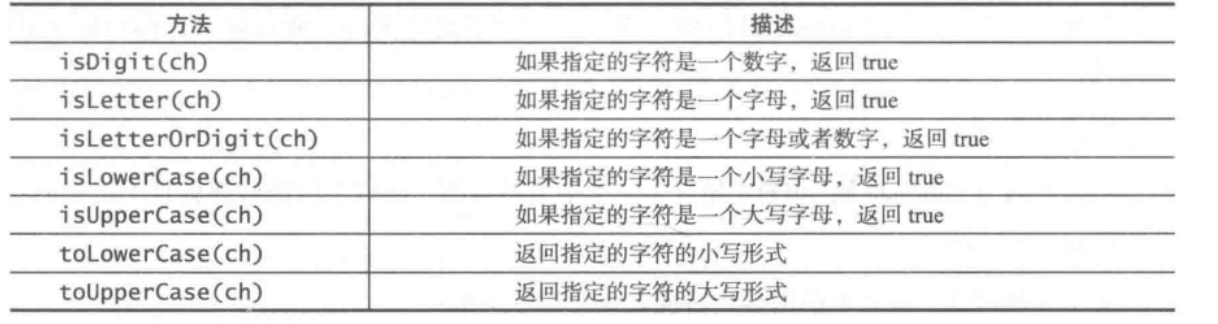 方法 描述
isDigit(ch) 如果指定的字符是一个数字，返回 true
isLetter(ch) 如果指定的字符是一个字母，返回 true
isLetterOrDigit(ch) 如果指定的字符是一个字母或者数字，返回 true
isLowerCase(ch) 如果指定的字符是一个小写字母，返回 true
isUpperCase(ch) 如果指定的字符是一个大写字母，返回 true
toLowerCase(ch) 返回指定的字符的小写形式
toUpperCase(ch) 返回指定的字符的大写形式